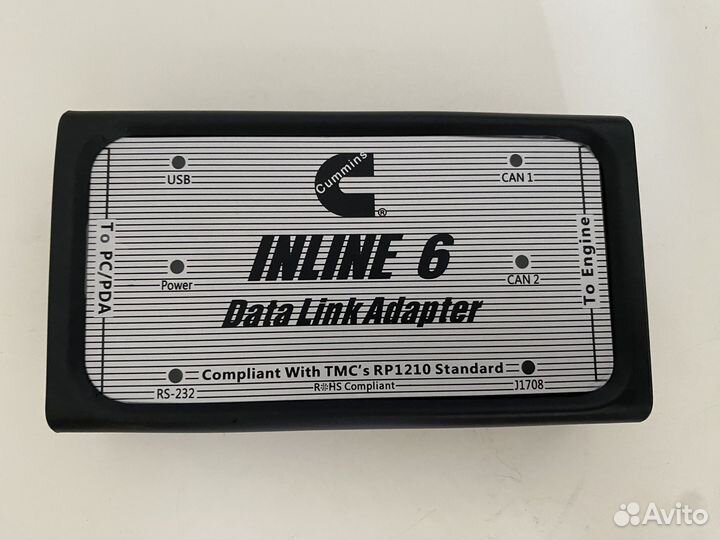 USB
Cummins
®
CAN 1
To PC/PDA
INLINE 6
To Engine
Power
CAN 2
Data Link Adapter
Compliant With TMC's RP1210 Standard
RS-232
R※HS Compliant
J1708
Avito